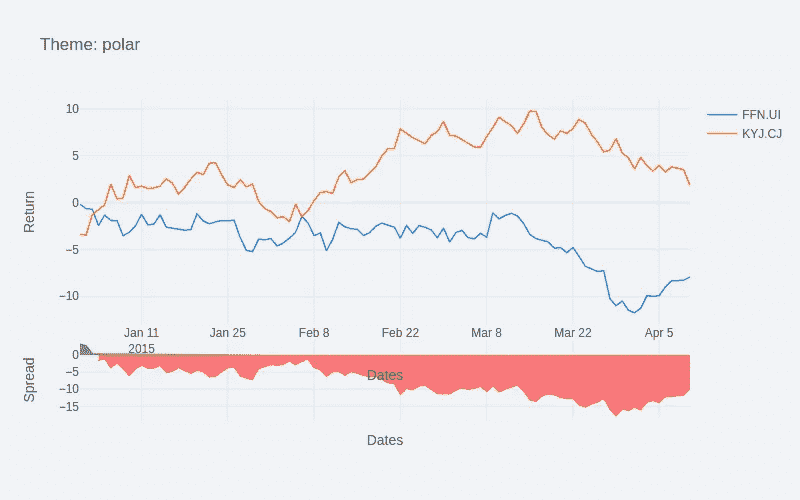 Theme: polar
FFN.UI
KYJ.CJ
Return
10
5
0
−5
−10
Jan 11
2015
Jan 25
Feb 8
Feb 22
Mar 8
Mar 22
Apr 5
Spread
0
−5
−10
−15
Dates
Dates